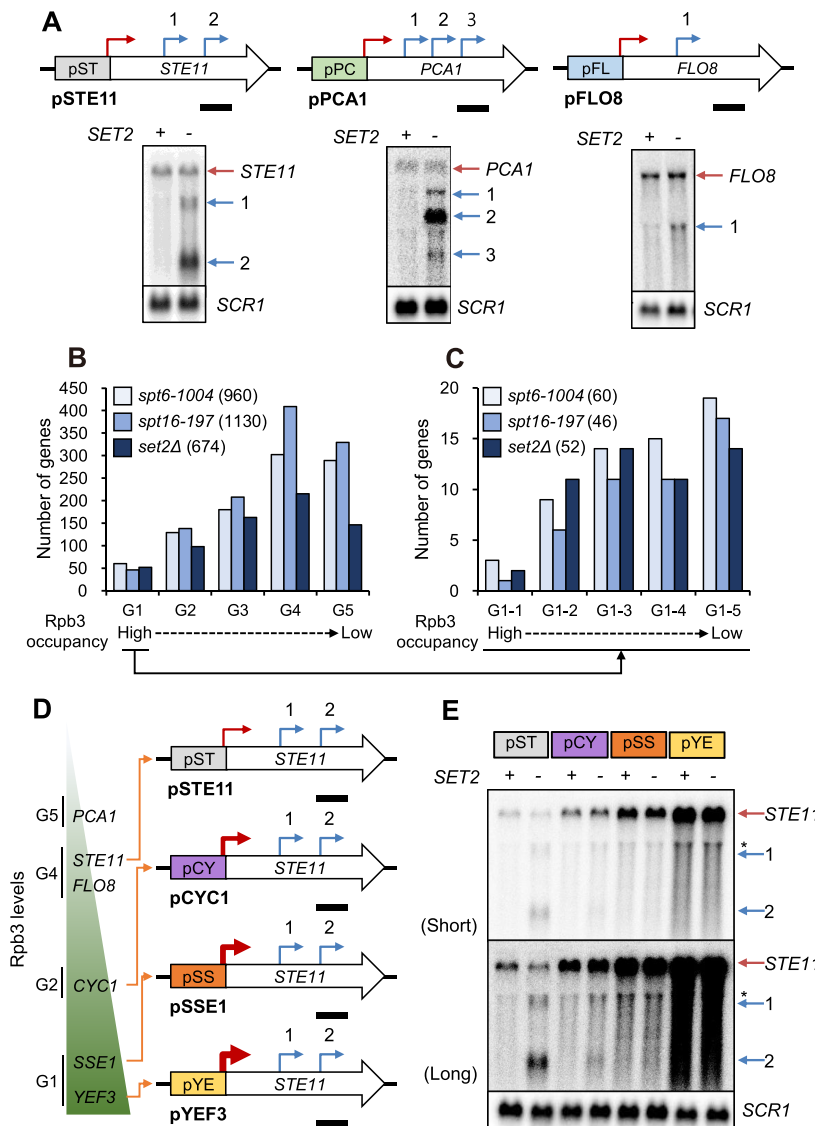 A
1 2
pST STE11
pSTE11
1 2 3
pPC PCA1
pPCA1
1
pFL FLO8
pFLO8
SET2 + -
STE11
1
2
SCR1
SET2 + -
PCA1
1
2
3
SCR1
SET2 + -
FLO8
1
SCR1
B
Number of genes
450
400
350
300
250
200
150
100
50
0
spt6-1004 (960)
spt16-197 (1130)
set2Δ (674)
G1 G2 G3 G4 G5
Rpb3 occupancy
High Low
C
Number of genes
20
15
10
5
0
spt6-1004 (60)
spt16-197 (46)
set2Δ (52)
G1-1 G1-2 G1-3 G1-4 G1-5
Rpb3 occupancy
High Low
D
Rpb3 levels
G5 PCA1
G4 STE11
FLO8
G2 CYC1
G1 SSE1
YEF3
1 2
pST STE11
pSTE11
1 2
pCY STE11
pCYC1
1 2
pSS STE11
pSSE1
1 2
pYE STE11
pYEF3
E
pST pCY pSS pYE
SET2 + - + - + - + -
STE11
*
1
2
(Short)
STE11
*
1
2
(Long)
SCR1